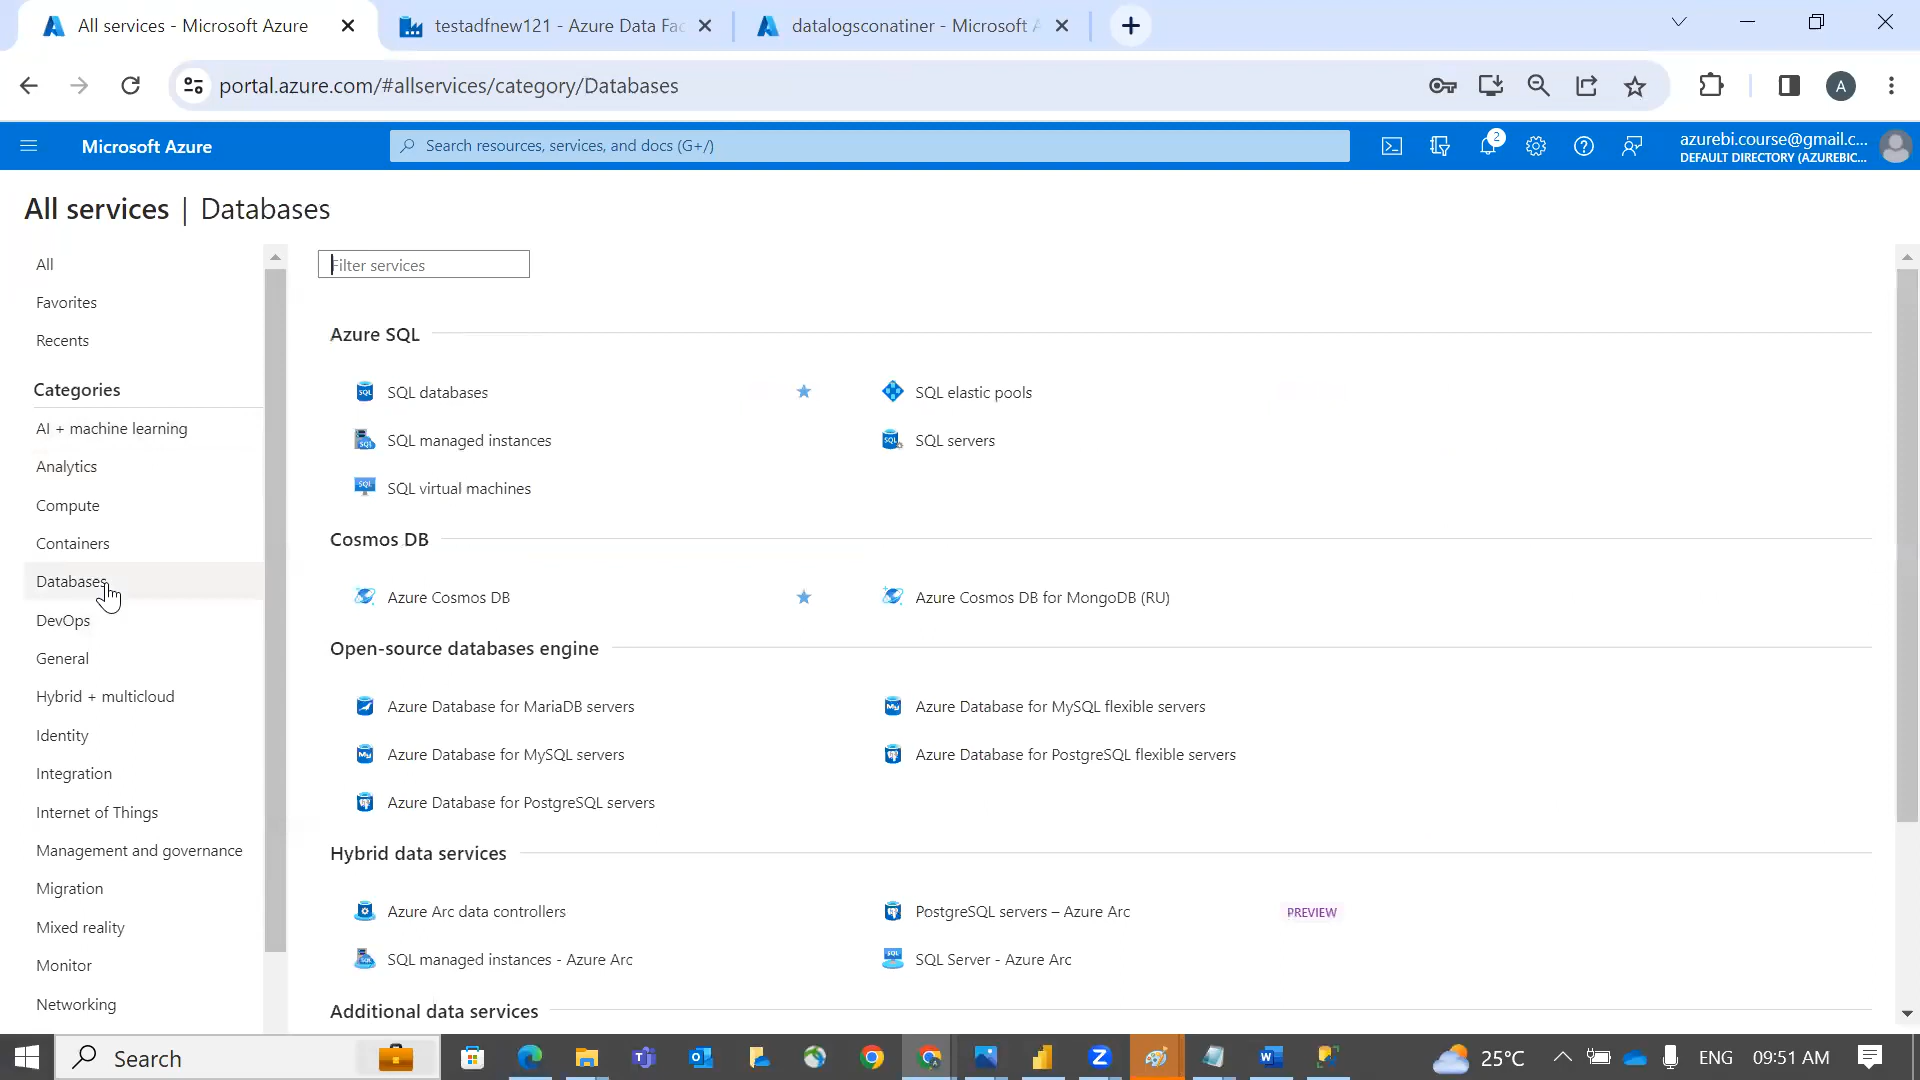 All services - Microsoft Azure
testadfnew121 - Azure Data Fac
datalogsconatiner - Microsoft A
portal.azure.com/#allservices/category/Databases
A
Microsoft Azure
Search resources, services, and docs (G+/)
2
azurebi.course@gmail.c...
DEFAULT DIRECTORY (AZUREBIC...
All services | Databases
All
Favorites
Recents
Categories
AI + machine learning
Analytics
Compute
Containers
Databases
DevOps
General
Hybrid + multicloud
Identity
Integration
Internet of Things
Management and governance
Migration
Mixed reality
Monitor
Networking
Filter services
Azure SQL
SQL databases
SQL elastic pools
SQL managed instances
SQL servers
SQL virtual machines
Cosmos DB
Azure Cosmos DB
Azure Cosmos DB for MongoDB (RU)
Open-source databases engine
Azure Database for MariaDB servers
Azure Database for MySQL flexible servers
Azure Database for MySQL servers
Azure Database for PostgreSQL flexible servers
Azure Database for PostgreSQL servers
Hybrid data services
Azure Arc data controllers
PostgreSQL servers – Azure Arc PREVIEW
SQL managed instances - Azure Arc
SQL Server - Azure Arc
Additional data services
Search
25°C
ENG
09:51 AM